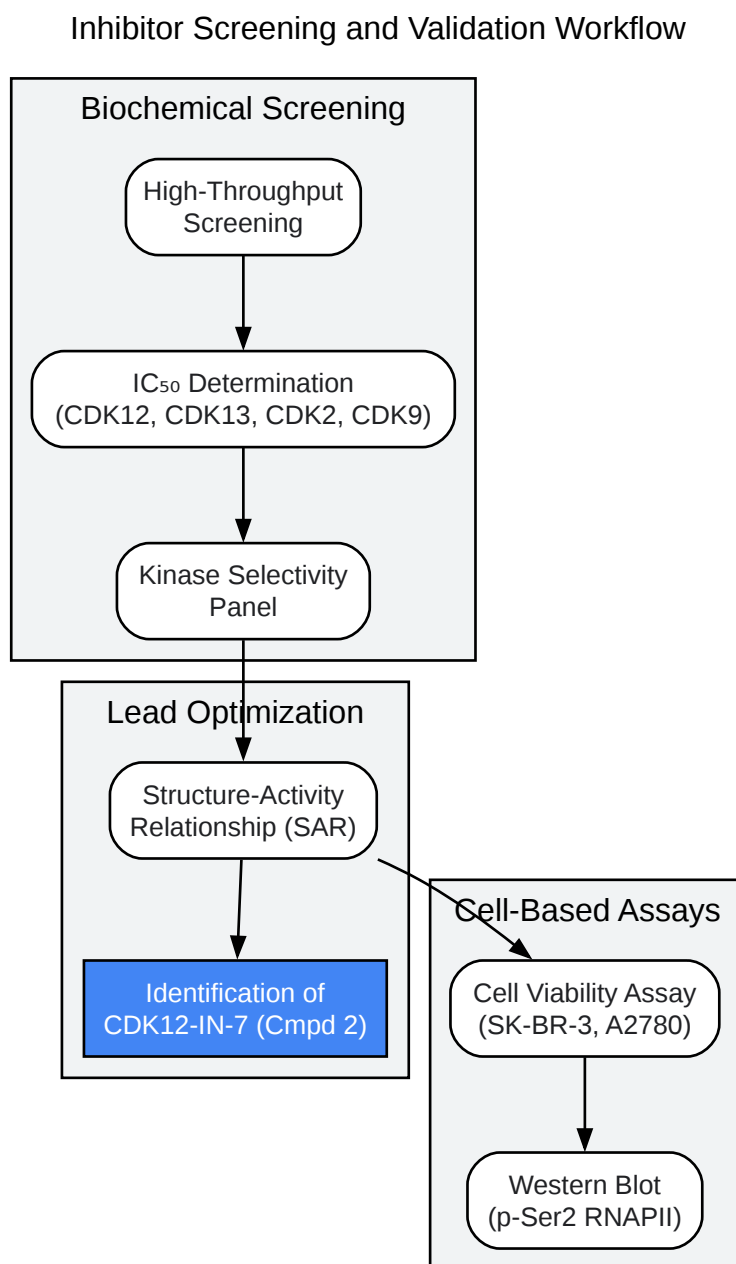 Inhibitor Screening and Validation Workflow
Biochemical Screening
High-Throughput
Screening
IC₅₀ Determination
(CDK12, CDK13, CDK2, CDK9)
Kinase Selectivity
Panel
Lead Optimization
Structure-Activity
Relationship (SAR)
Identification of
CDK12-IN-7 (Cmpd 2)
Cell-Based Assays
Cell Viability Assay
(SK-BR-3, A2780)
Western Blot
(p-Ser2 RNAPII)